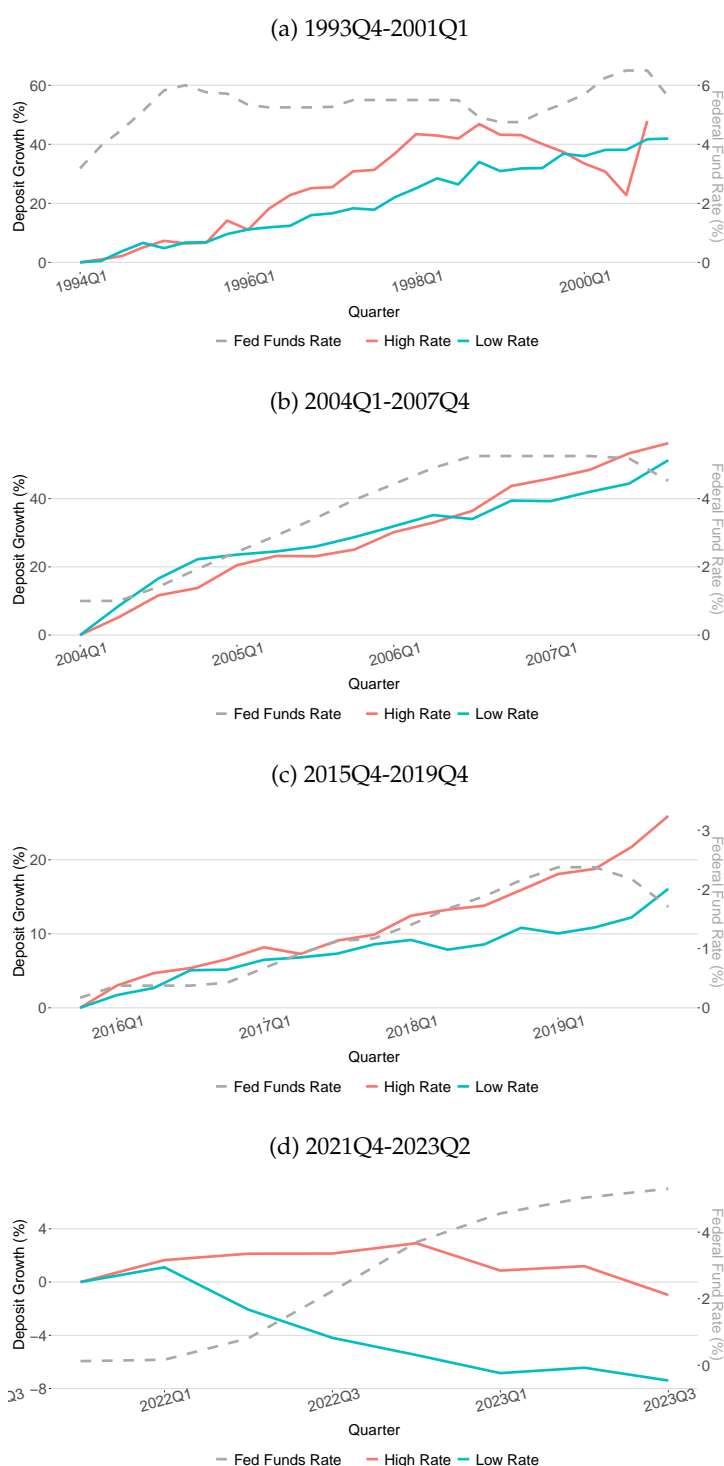 (a) 1993Q4-2001Q1
Deposit Growth (%)
60
40
20
0
6
4
2
0
Federal Fund Rate (%)
1994Q1
1996Q1
1998Q1
2000Q1
Quarter
Fed Funds Rate High Rate Low Rate
(b) 2004Q1-2007Q4
Deposit Growth (%)
40
20
0
4
2
0
Federal Fund Rate (%)
2004Q1
2005Q1
2006Q1
2007Q1
Quarter
Fed Funds Rate High Rate Low Rate
(c) 2015Q4-2019Q4
Deposit Growth (%)
20
10
0
3
2
1
0
Federal Fund Rate (%)
2016Q1
2017Q1
2018Q1
2019Q1
Quarter
Fed Funds Rate High Rate Low Rate
(d) 2021Q4-2023Q2
Deposit Growth (%)
4
0
−4
−8
4
2
0
Federal Fund Rate (%)
Q3
2022Q1
2022Q3
2023Q1
2023Q3
Quarter
Fed Funds Rate High Rate Low Rate